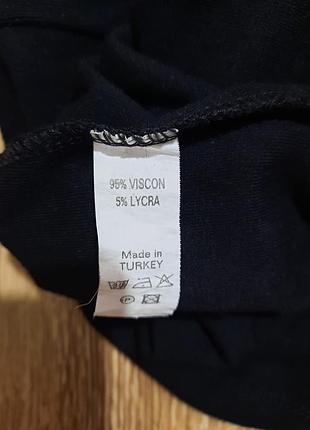 95% VISCON
5% LYCRA
Made in
TURKEY